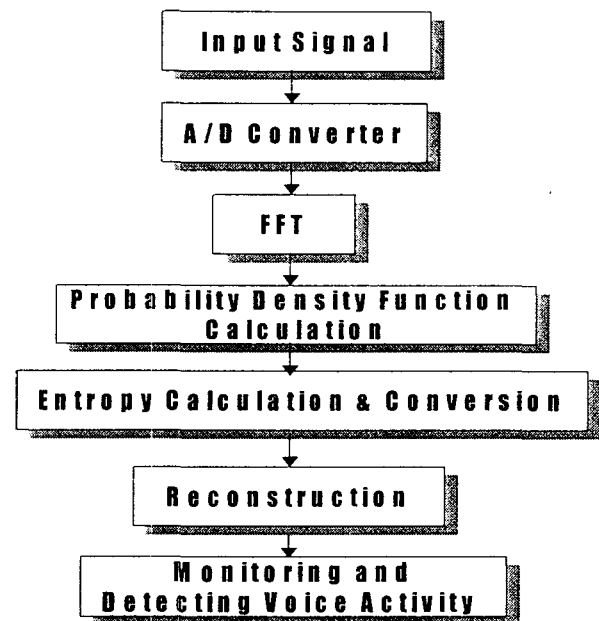 Input Signal
A/D Converter
FFT
Probability Density Function
Calculation
Entropy Calculation & Conversion
Reconstruction
Monitoring and
Detecting Voice Activity